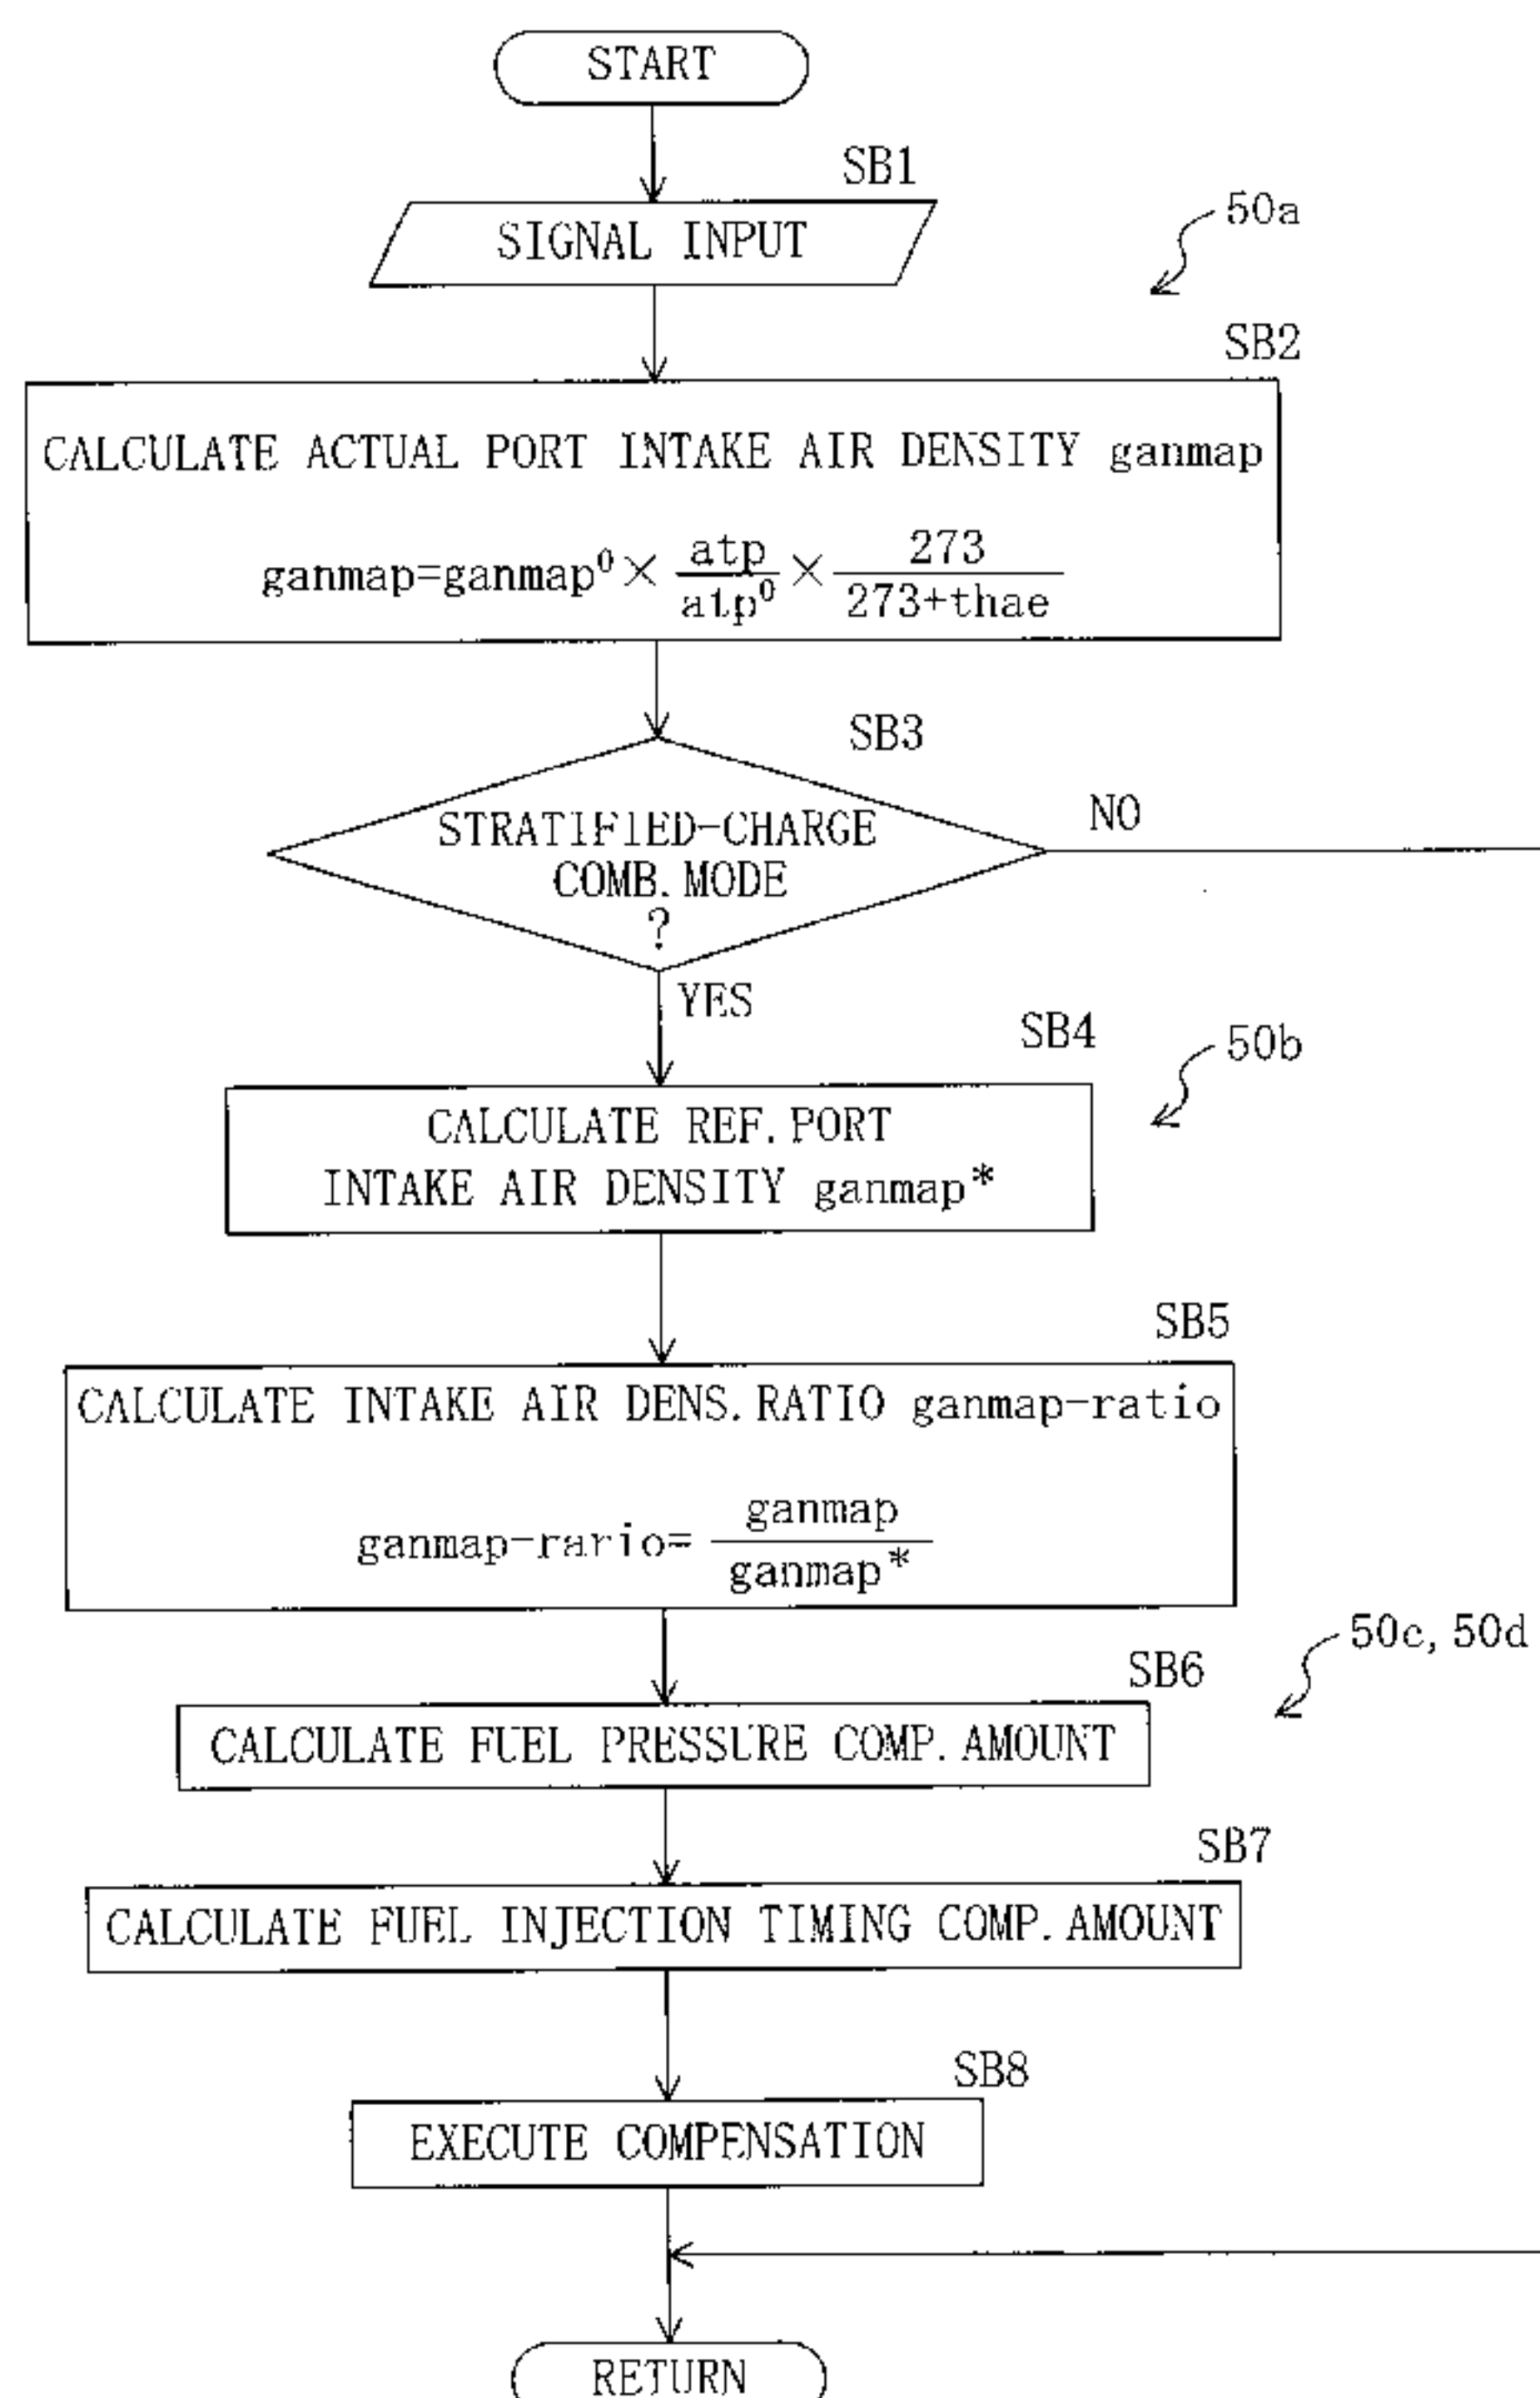 START
SB1
SIGNAL INPUT
50a
SB2
CALCULATE ACTUAL PORT INTAKE AIR DENSITY ganmap
ganmap=ganmap⁰ × atp/atp⁰ × 273/273+thae
SB3
STRATIFIED-CHARGE
COMB.MODE
?
NO
YES
SB4
50b
CALCULATE REF.PORT
INTAKE AIR DENSITY ganmap*
SB5
CALCULATE INTAKE AIR DENS.RATIO ganmap-ratio
ganmap-rario= ganmap/ganmap*
50c, 50d
SB6
CALCULATE FUEL PRESSURE COMP.AMOUNT
SB7
CALCULATE FUEL INJECTION TIMING COMP.AMOUNT
SB8
EXECUTE COMPENSATION
RETURN